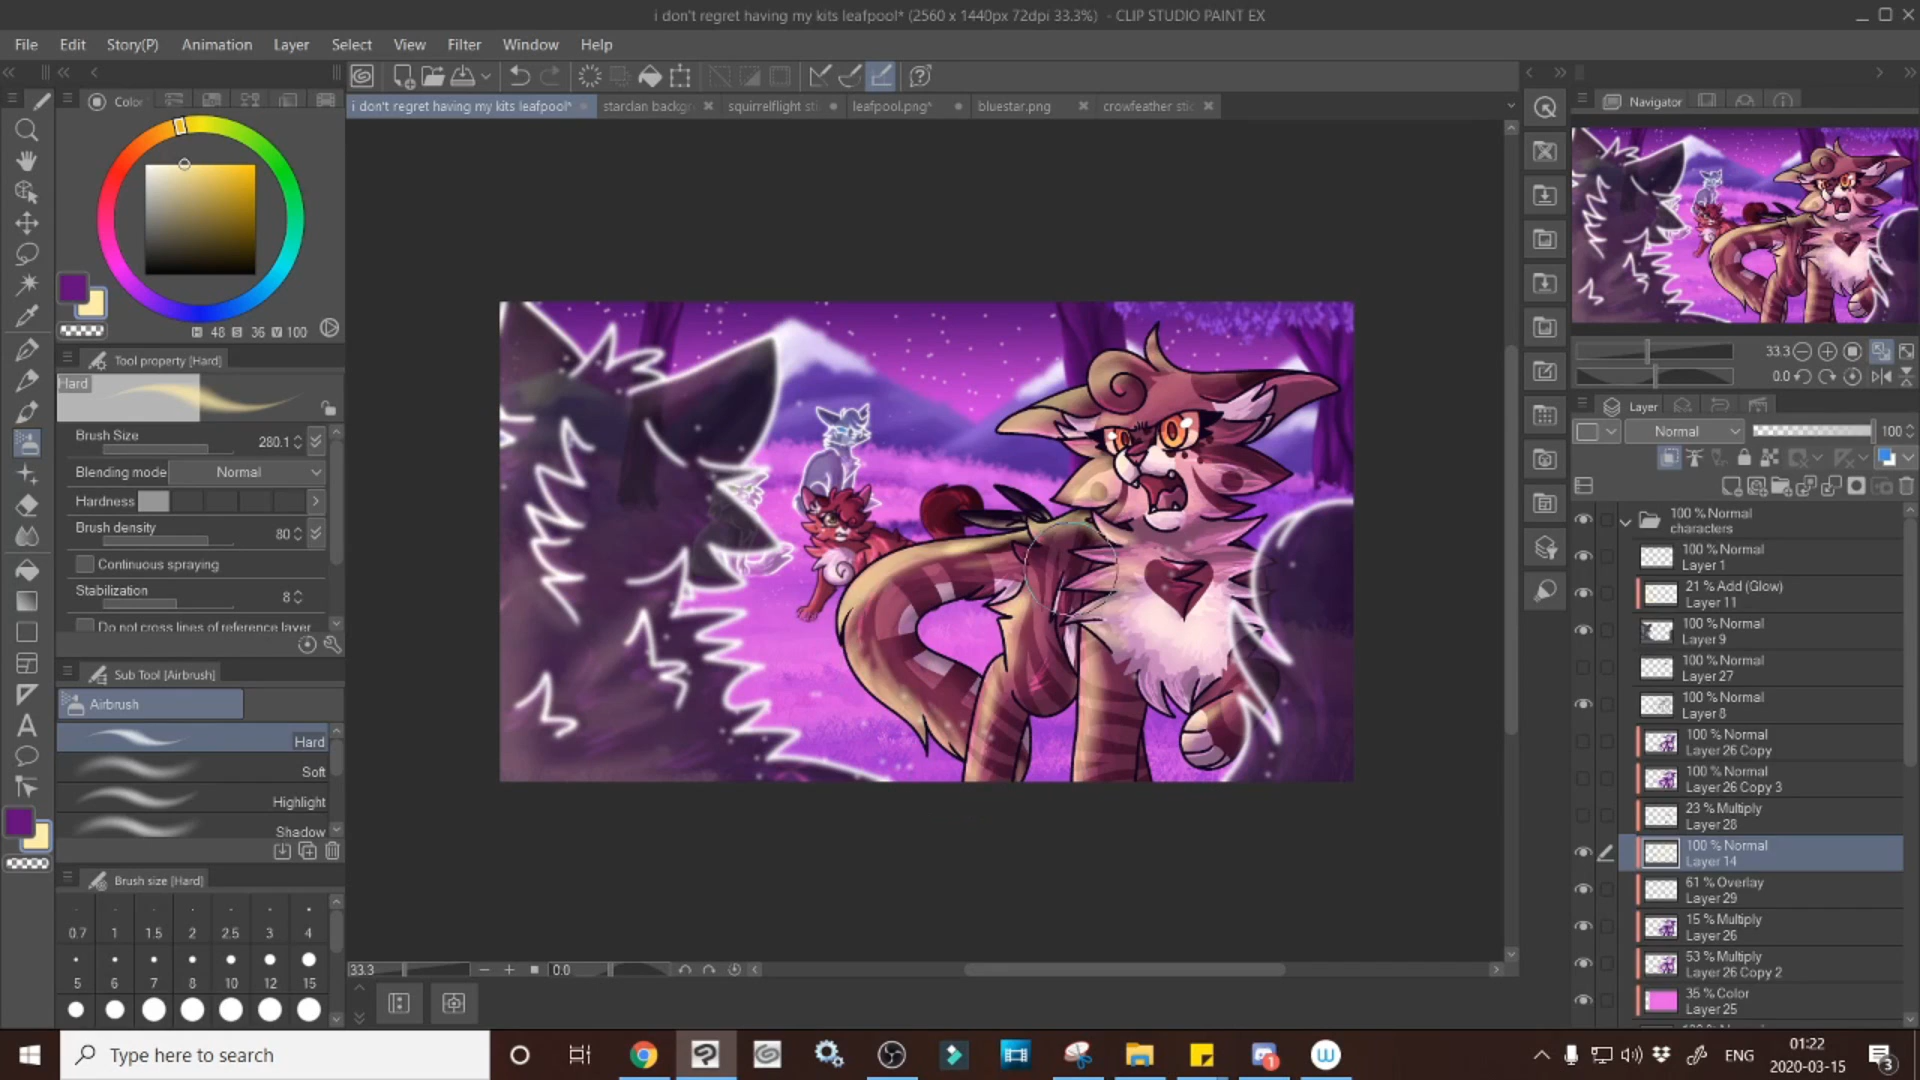 i don't regret having my kits leafpool* (2560 x 1440px 72dpi 33.3%) - CLIP STUDIO PAINT EX
File Edit Story(P) Animation Layer Select View Filter Window Help
i don't regret having my kits leafpool* starclan backgr squirrelflight sti leafpool.png* bluestar.png crowfeather stic
Color
H 48 S 36 V 100
Tool property [Hard]
Hard
Brush Size 280.1
Blending mode Normal
Hardness
Brush density 80
Continuous spraying
Stabilization 8
Do not cross lines of reference layer
Sub Tool [Airbrush]
Airbrush
Hard
Soft
Highlight
Shadow
Brush size [Hard]
0.7 1 1.5 2 2.5 3 4
5 6 7 8 10 12 15
33.3 0.0
Navigator
33.3
0.0
Layer
Normal 100
100 % Normal
characters
100 % Normal
Layer 1
21 % Add (Glow)
Layer 11
100 % Normal
Layer 9
100 % Normal
Layer 27
100 % Normal
Layer 8
100 % Normal
Layer 26 Copy
100 % Normal
Layer 26 Copy 3
23 % Multiply
Layer 28
100 % Normal
Layer 14
61 % Overlay
Layer 29
15 % Multiply
Layer 26
53 % Multiply
Layer 26 Copy 2
35 % Color
Layer 25
Type here to search
ENG
01:22
2020-03-15
3